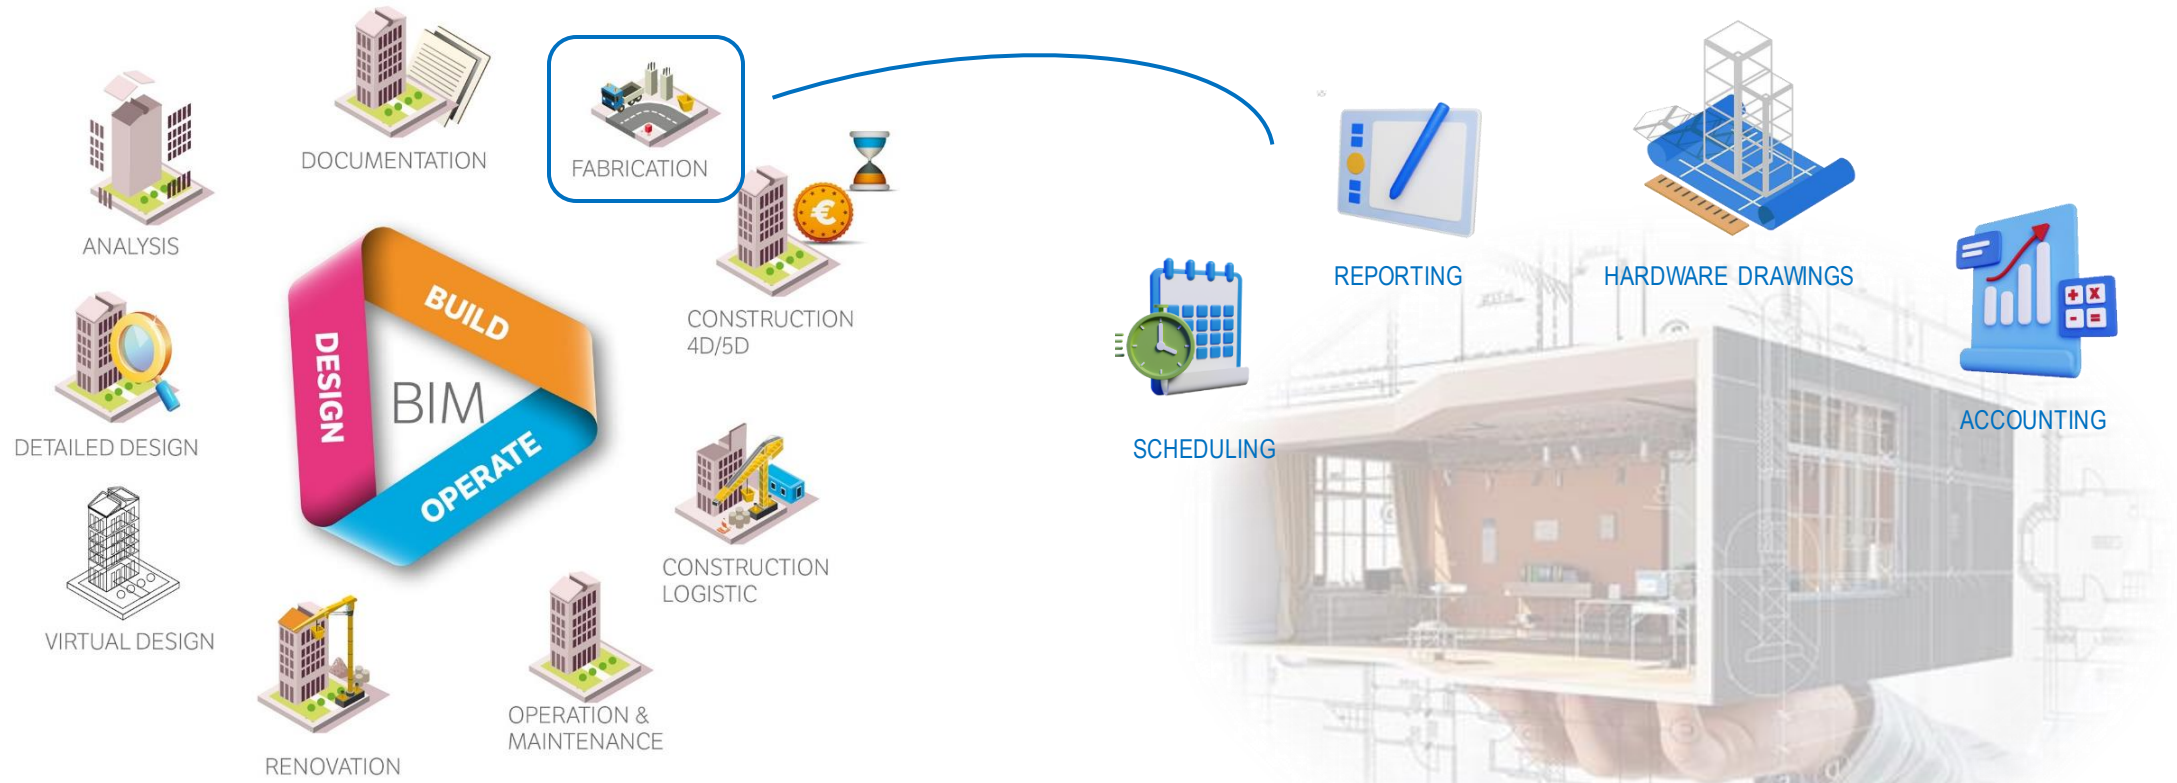 DOCUMENTATION
FABRICATION
ANALYSIS
CONSTRUCTION
4D/5D
DETAILED DESIGN
BUILD
DESIGN
BIM
OPERATE
CONSTRUCTION
LOGISTIC
VIRTUAL DESIGN
OPERATION &
MAINTENANCE
RENOVATION
REPORTING
HARDWARE DRAWINGS
SCHEDULING
ACCOUNTING